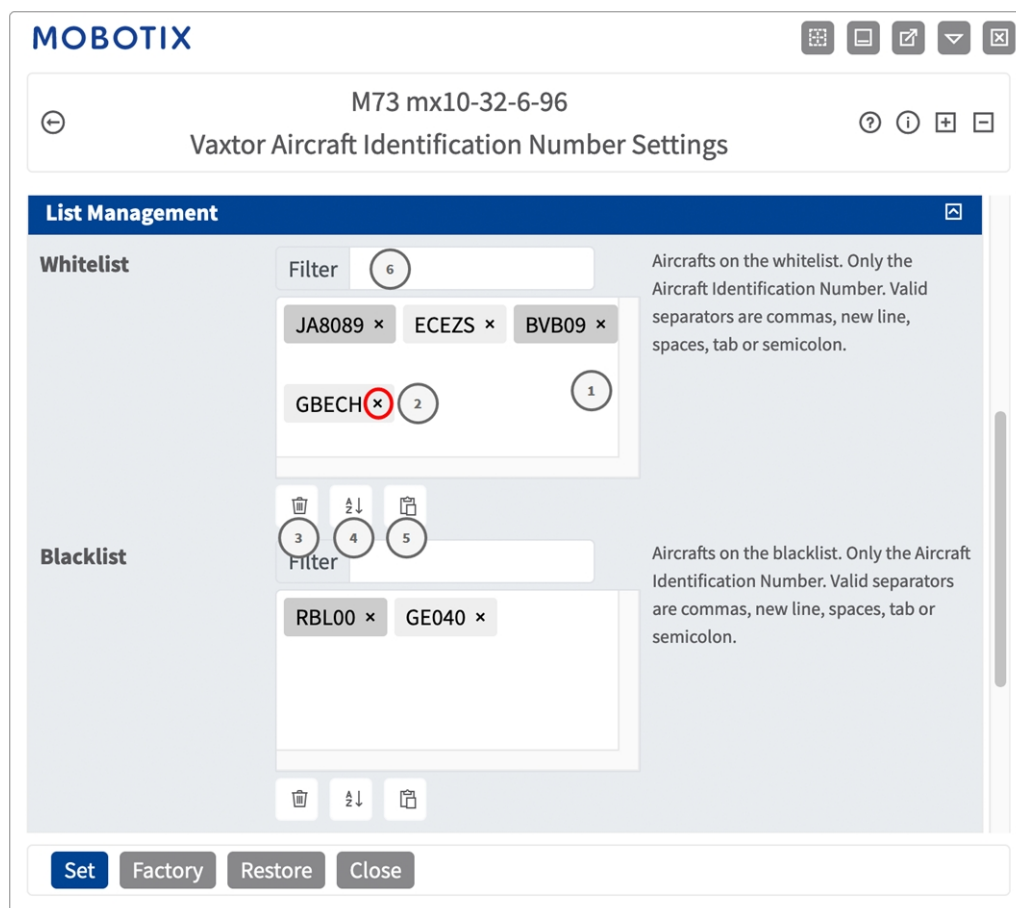 MOBOTIX
M73 mx10-32-6-96
Vaxtor Aircraft Identification Number Settings
List Management
Whitelist
Filter
6
Aircrafts on the whitelist. Only the
Aircraft Identification Number. Valid
separators are commas, new line,
spaces, tab or semicolon.
JA8089 × ECEZS × BVB09 ×
GBECH × 2
1
3 4 5
Blacklist
Filter
Aircrafts on the blacklist. Only the Aircraft
Identification Number. Valid separators
are commas, new line, spaces, tab or
semicolon.
RBL00 × GE040 ×
Set Factory Restore Close